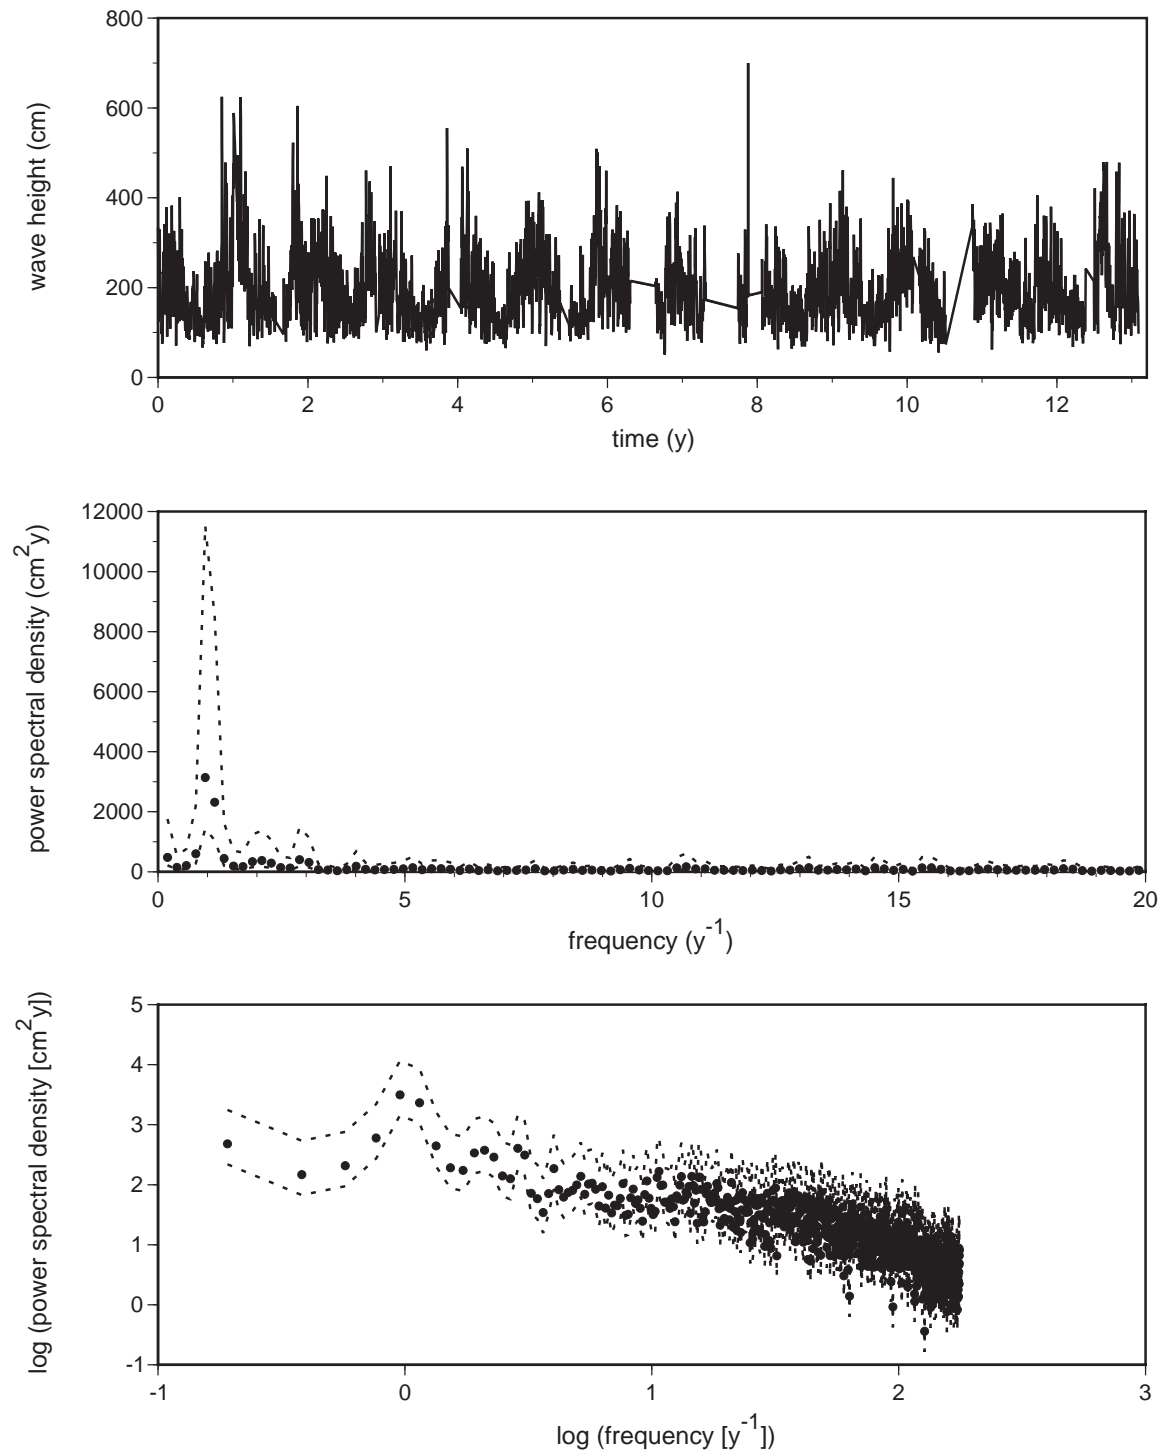 800
600
400
200
0
wave height (cm)
0 2 4 6 8 10 12
time (y)
12000
10000
8000
6000
4000
2000
0
power spectral density (cm²y)
0 5 10 15 20
frequency (y⁻¹)
5
4
3
2
1
0
-1
log (power spectral density [cm²y])
-1 0 1 2 3
log (frequency [y⁻¹])